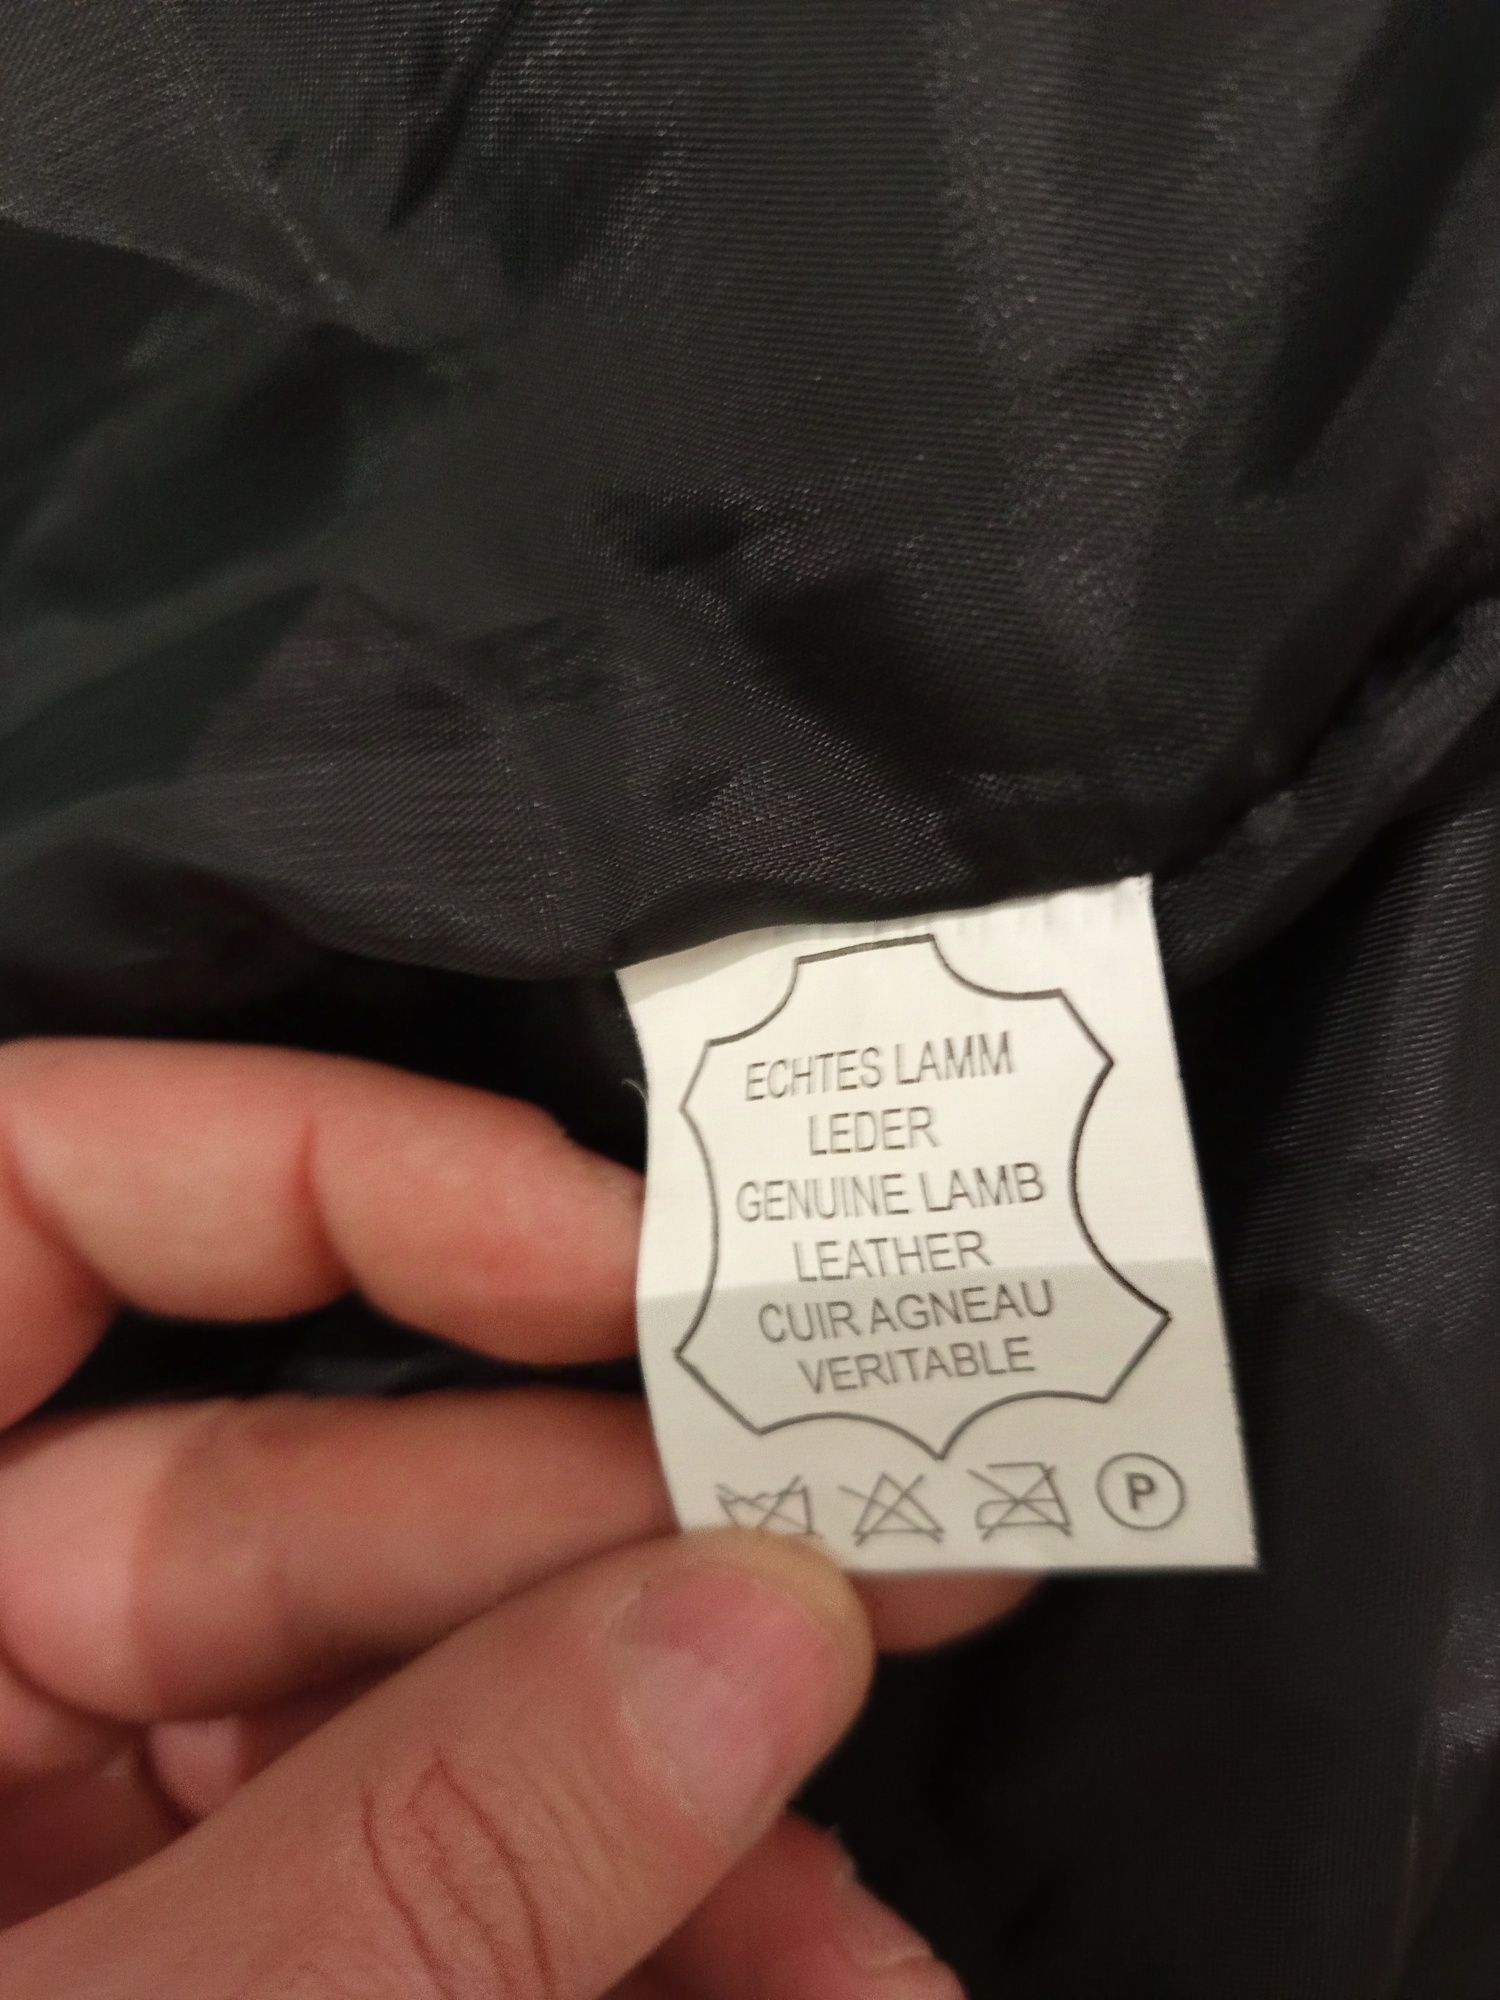 ECHTES LAMM
LEDER
GENUINE LAMB
LEATHER
CUIR AGNEAU
VERITABLE
P